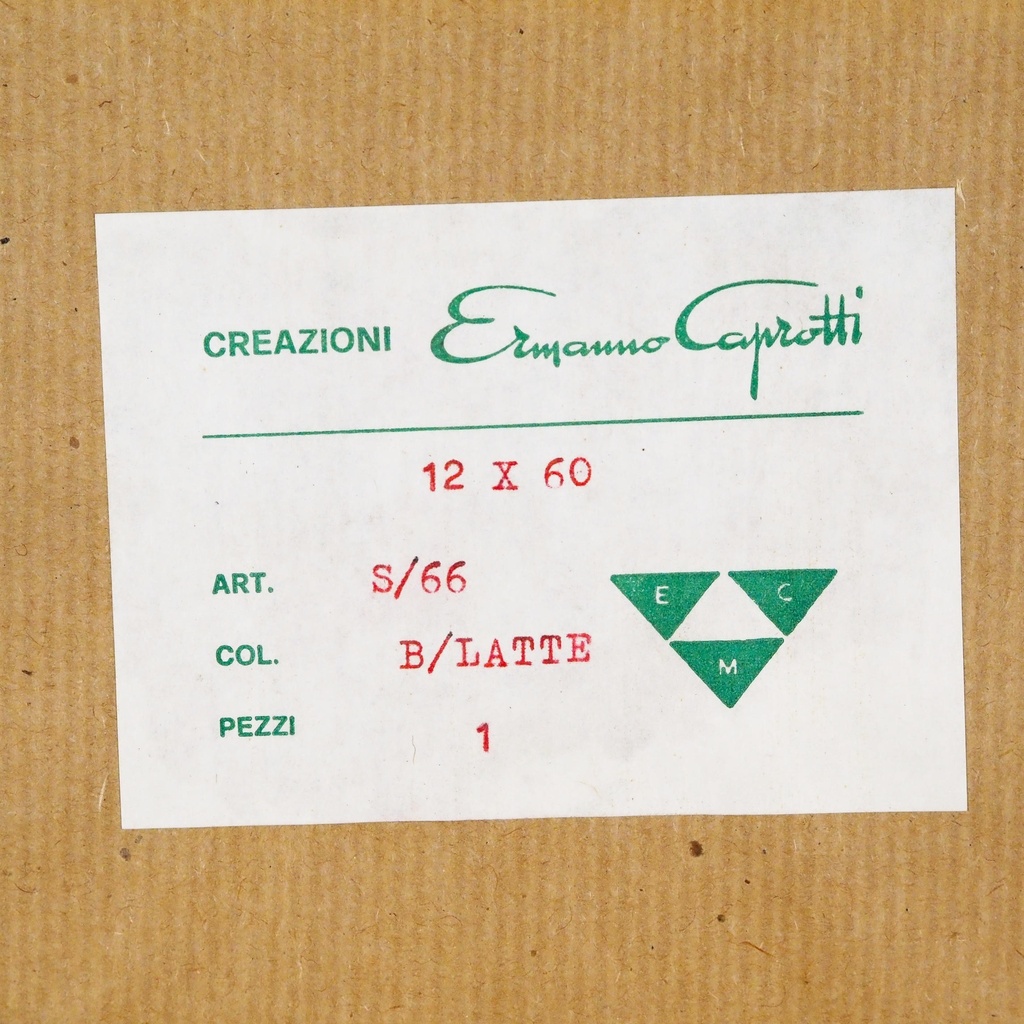 CREAZIONI Ermanno Caprotti
12 X 60
ART. S/66
E C
COL. B/LATTE
M
PEZZI 1